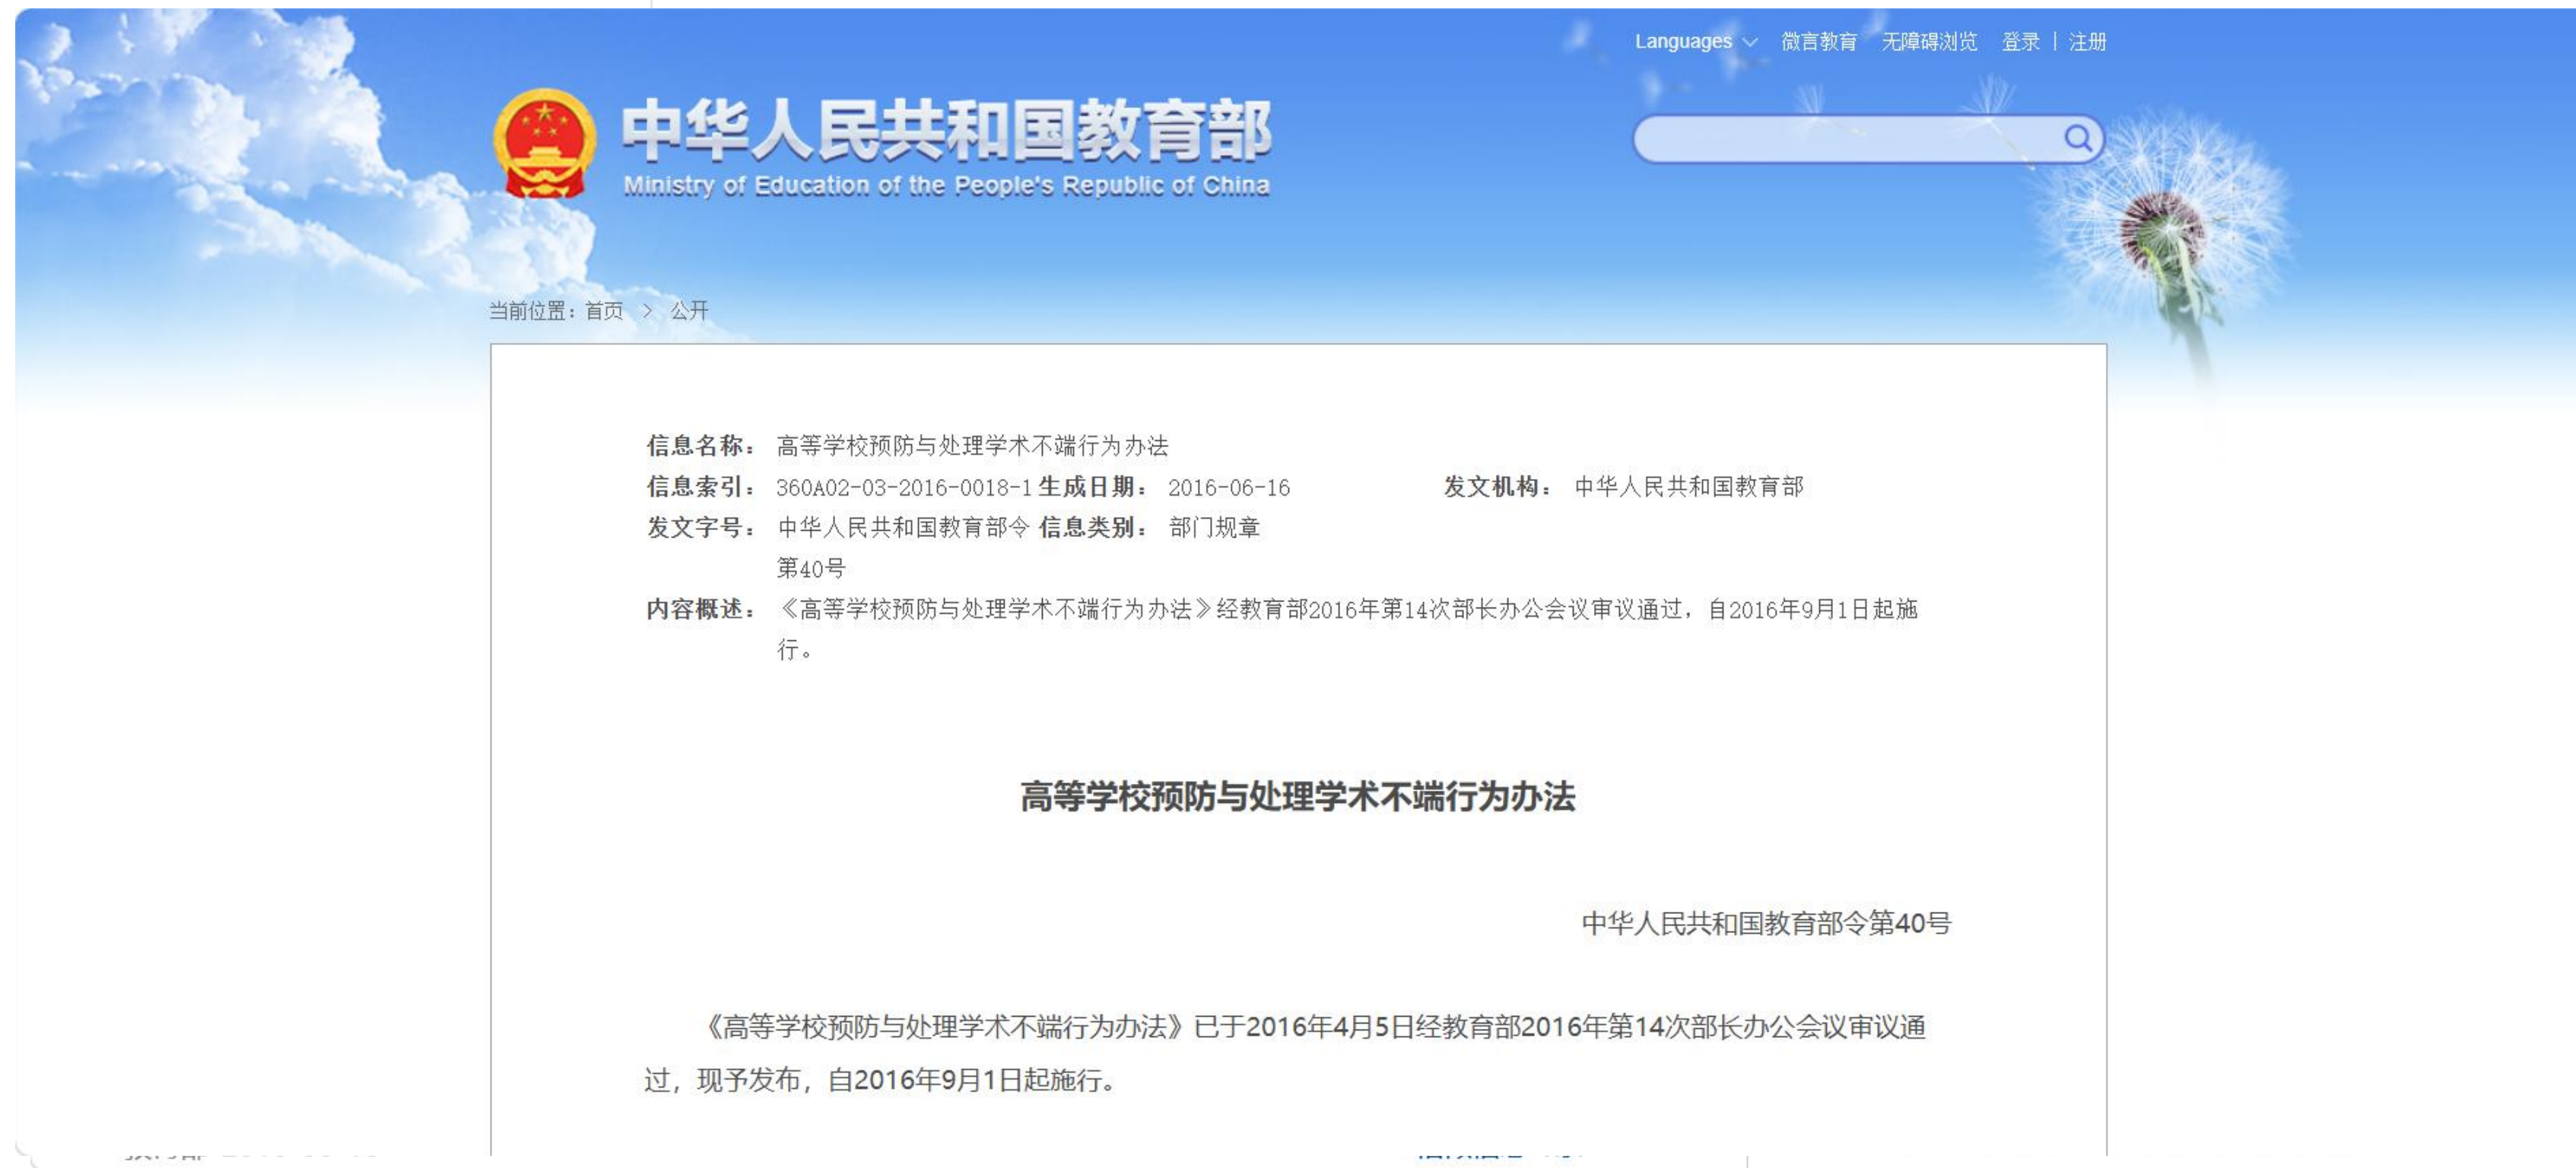 Languages 微言教育 无障碍浏览 登录 | 注册
中华人民共和国教育部
Ministry of Education of the People's Republic of China
当前位置：首页 > 公开
信息名称： 高等学校预防与处理学术不端行为办法
信息索引： 360A02-03-2016-0018-1 生成日期： 2016-06-16 发文机构： 中华人民共和国教育部
发文字号： 中华人民共和国教育部令 信息类别： 部门规章
第40号
内容概述： 《高等学校预防与处理学术不端行为办法》经教育部2016年第14次部长办公会议审议通过，自2016年9月1日起施
行。
高等学校预防与处理学术不端行为办法
中华人民共和国教育部令第40号
《高等学校预防与处理学术不端行为办法》已于2016年4月5日经教育部2016年第14次部长办公会议审议通
过，现予发布，自2016年9月1日起施行。